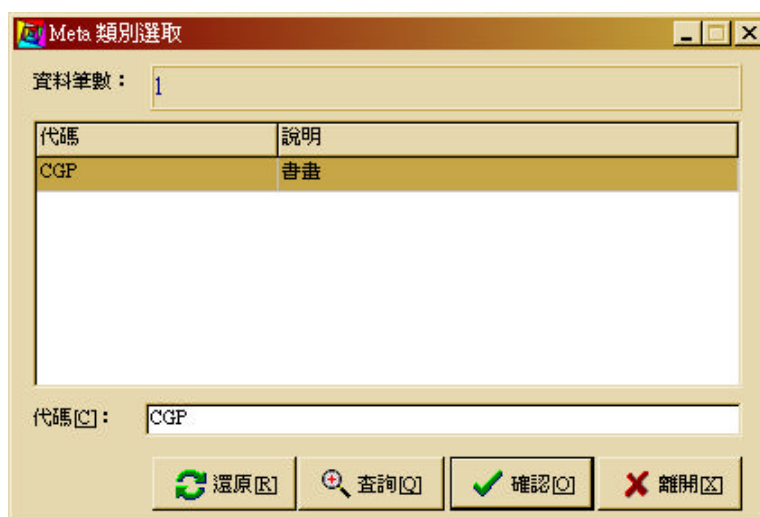 Meta 類別選取
資料筆數：
1
代碼 說明
CGP 書畫
代碼[C]： CGP
還原[R] 查詢[Q] 確認[O] 離開[X]